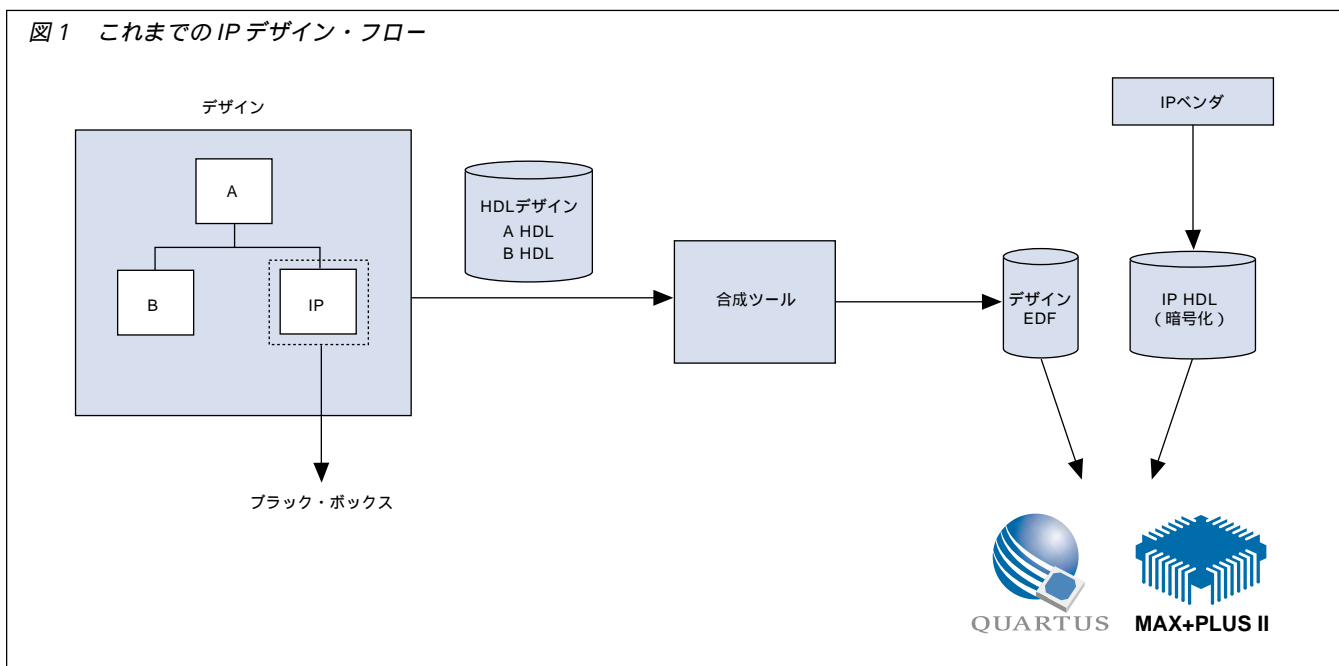 図 1 これまでの IP デザイン・フロー
デザイン
A
B
IP
ブラック・ボックス
HDLデザイン
A HDL
B HDL
合成ツール
デザイン
EDF
IPベンダ
IP HDL
（暗号化）
QUARTUS
MAX+PLUS II